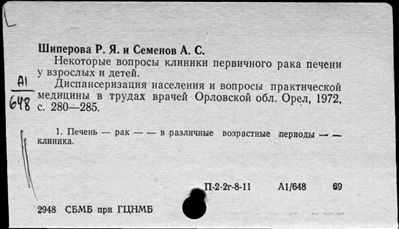 Шиперова Р. Я. и Семенов А. С.
Некоторые вопросы клиники первичного рака печени
у взрослых и детей.
А1
648
Диспансеризация населения и вопросы практической
медицины в трудах врачей Орловской обл. Орел, 1972,
с. 280—285.
1. Печень — рак — — в различные возрастные периоды — —
клиника.
П-2-2г-8-11 А1/648 69
2948 СБМБ при ГЦНМБ